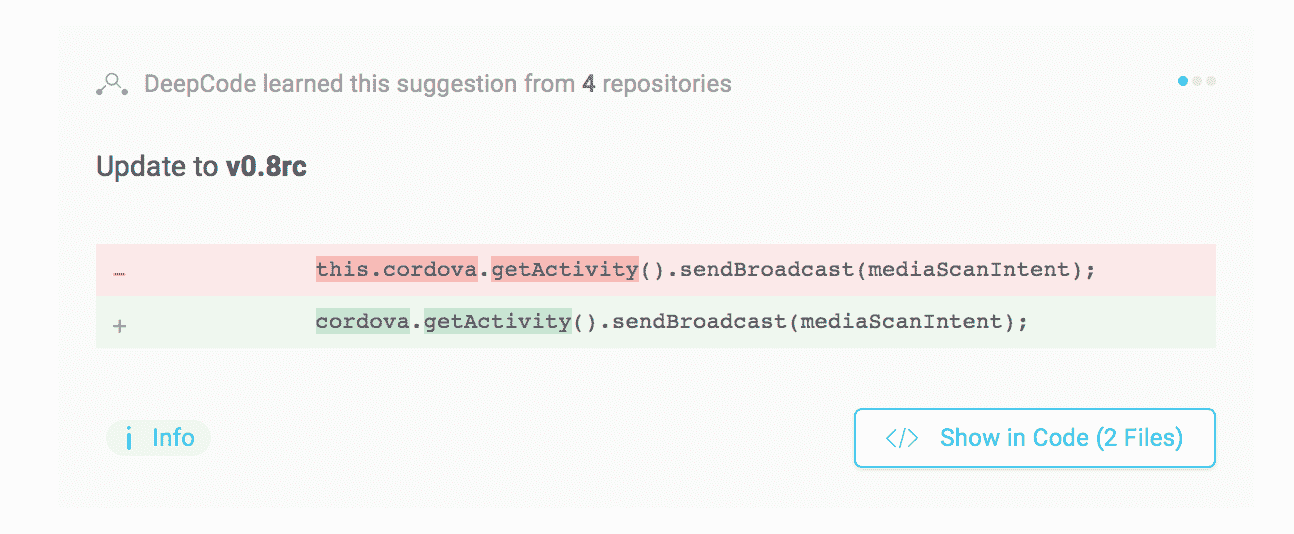 DeepCode learned this suggestion from 4 repositories
Update to v0.8rc
- this.cordova.getActivity().sendBroadcast(mediaScanIntent);
+ cordova.getActivity().sendBroadcast(mediaScanIntent);
i Info
</> Show in Code (2 Files)